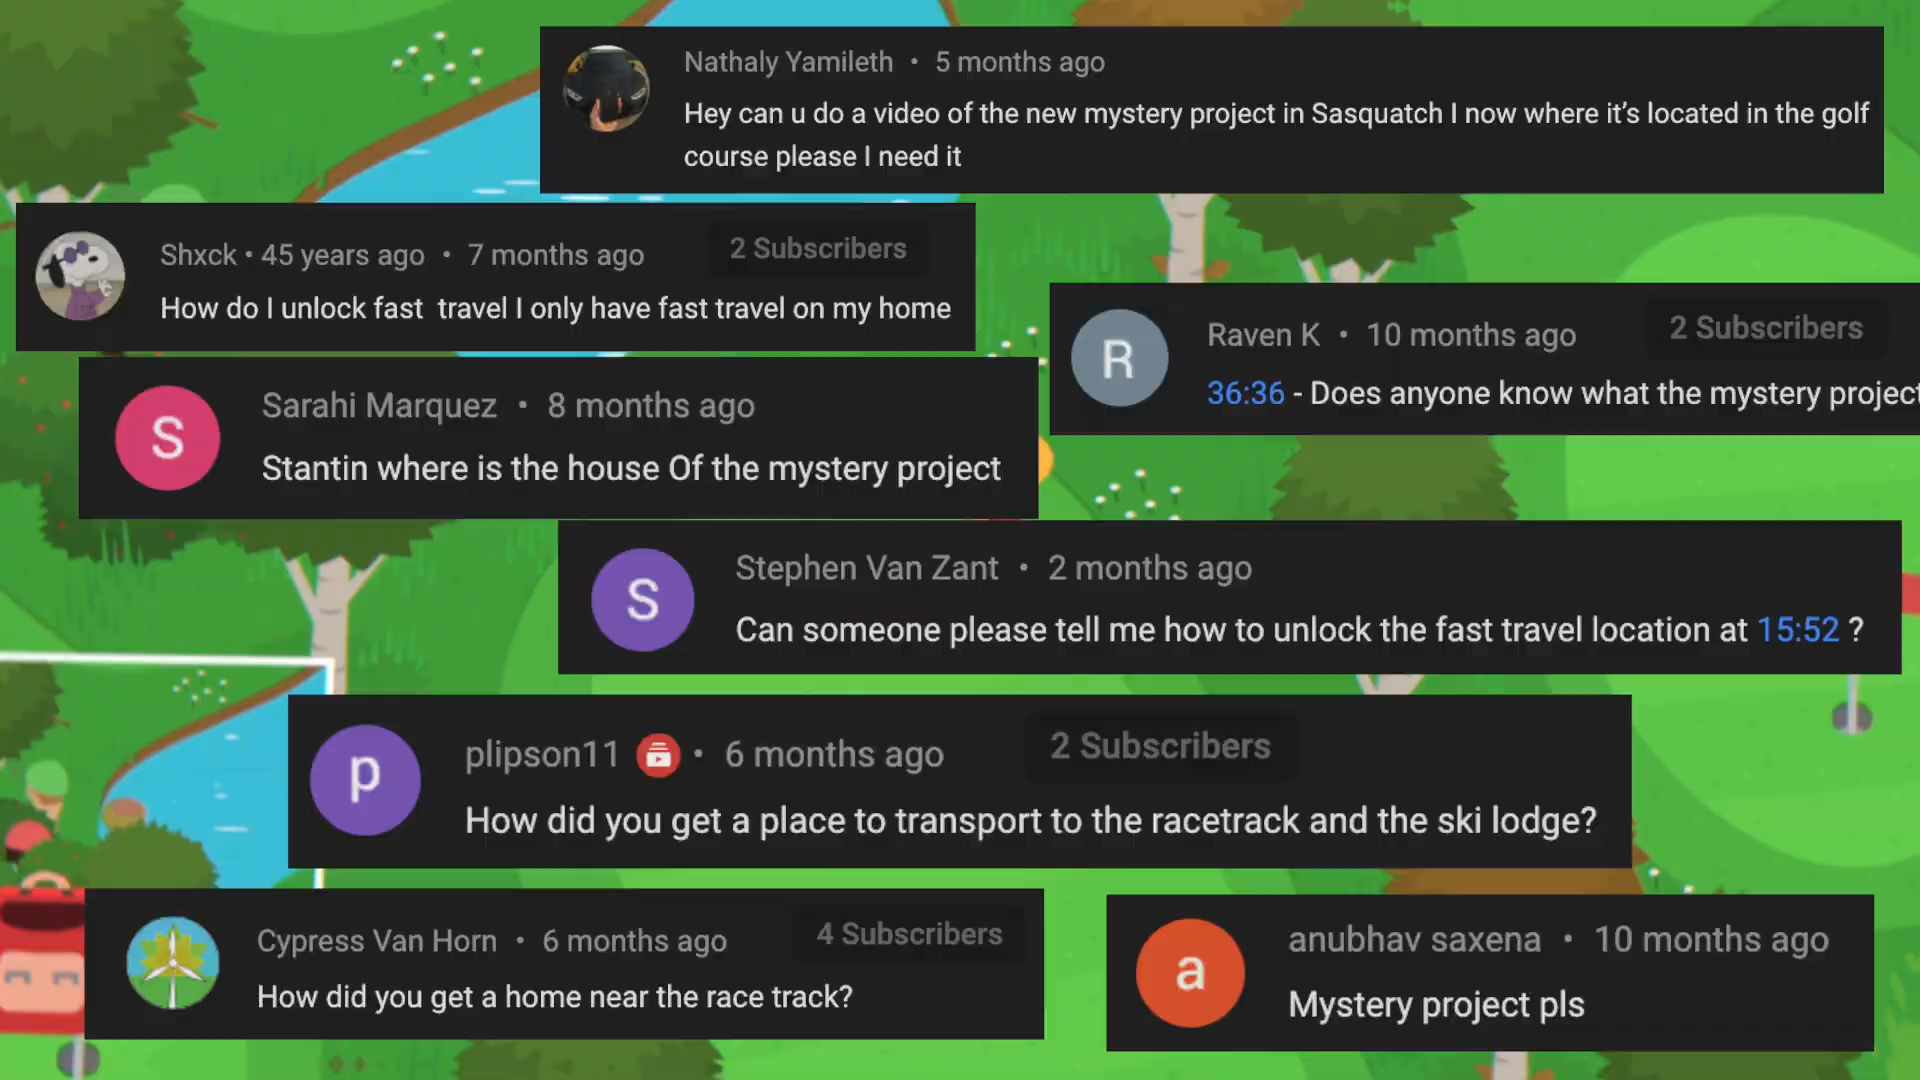 Nathaly Yamileth • 5 months ago
Hey can u do a video of the new mystery project in Sasquatch I now where it’s located in the golf
course please I need it
Shxck • 45 years ago • 7 months ago 2 Subscribers
How do I unlock fast travel I only have fast travel on my home
R
Raven K • 10 months ago 2 Subscribers
36:36 - Does anyone know what the mystery project
S
Sarahi Marquez • 8 months ago
Stantin where is the house Of the mystery project
S
Stephen Van Zant • 2 months ago
Can someone please tell me how to unlock the fast travel location at 15:52 ?
p
plipson11 • 6 months ago 2 Subscribers
How did you get a place to transport to the racetrack and the ski lodge?
Cypress Van Horn • 6 months ago 4 Subscribers
How did you get a home near the race track?
a
anubhav saxena • 10 months ago
Mystery project pls